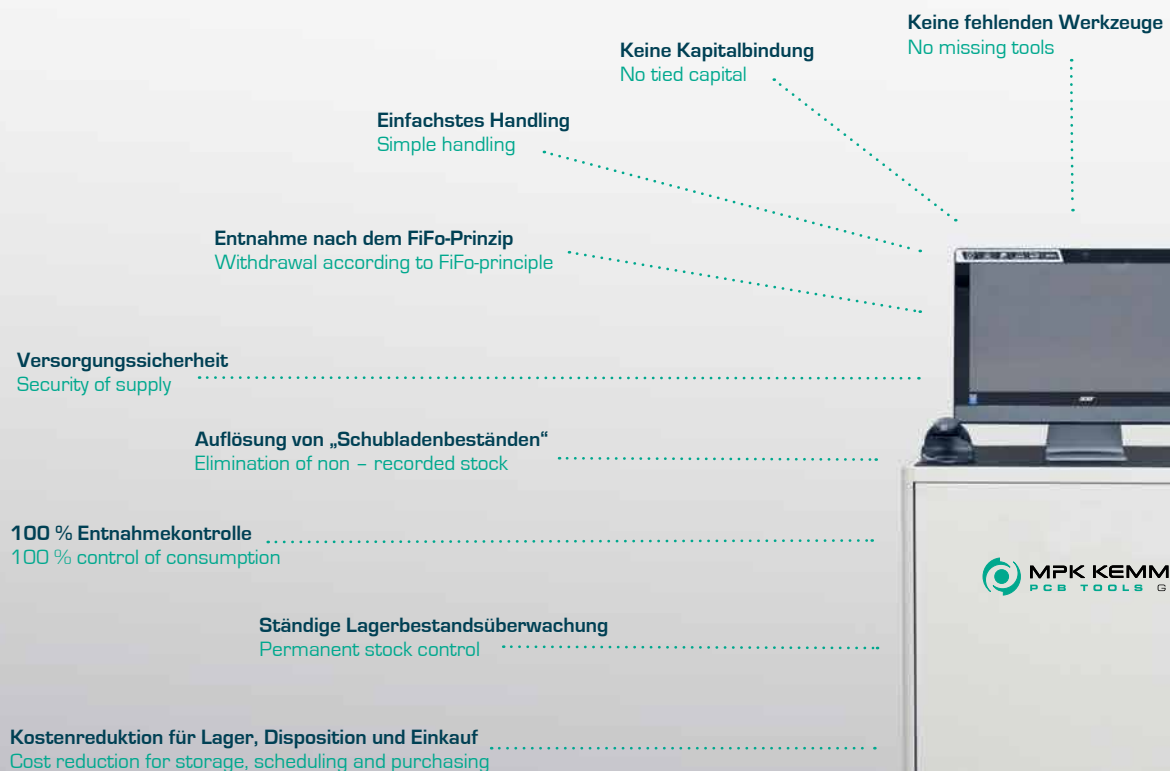 Keine fehlenden Werkzeuge
No missing tools
Keine Kapitalbindung
No tied capital
Einfachstes Handling
Simple handling
Entnahme nach dem FiFo-Prinzip
Withdrawal according to FiFo-principle
Versorgungssicherheit
Security of supply
Auflösung von „Schubladenbeständen“
Elimination of non – recorded stock
100 % Entnahmekontrolle
100 % control of consumption
Ständige Lagerbestandsüberwachung
Permanent stock control
Kostenreduktion für Lager, Disposition und Einkauf
Cost reduction for storage, scheduling and purchasing
acer
MPK KEMM
PCB TOOLS G